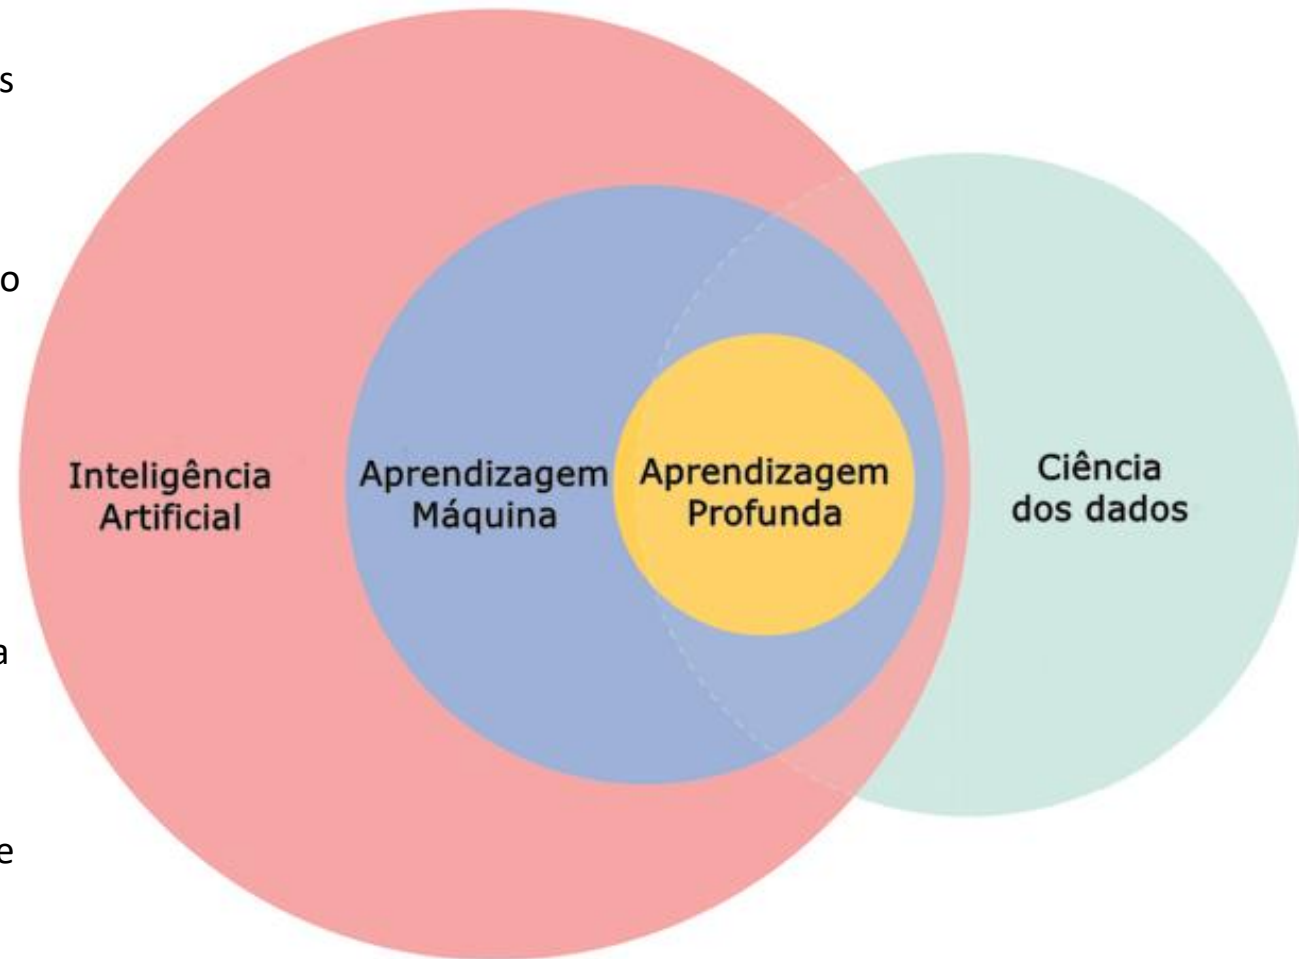 s
o
Inteligência
Artificial
Aprendizagem
Máquina
Aprendizagem
Profunda
Ciência
dos dados
a
e